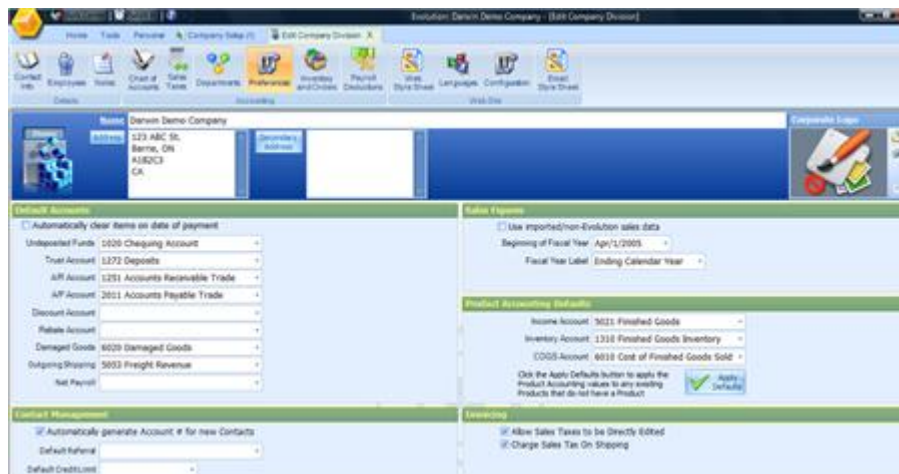 Evolution: Darwin Demo Company - [Edit Company Division]
Home Tools Personal Company Setup (1) Edit Company Division X
Contact Info
Employees
Notes
Chart of Accounts
Sales Taxes
Departments
Preferences
Inventory and Orders
Payroll Deductions
Web Style Sheet
Languages
Configuration
Email Style Sheet
Details Accounting Web Site
Name Darwin Demo Company
Corporate Logo
Address 123 ABC St.
Barrie, ON
A1B2C3
CA
Secondary Address
Default Accounts
Automatically clear items on date of payment
Undeposited Funds 1020 Chequing Account
Trust Account 1272 Deposits
A/R Account 1251 Accounts Receivable Trade
A/P Account 2011 Accounts Payable Trade
Discount Account
Rebate Account
Damaged Goods 6020 Damaged Goods
Outgoing Shipping 5053 Freight Revenue
Net Payroll
Sales Figures
Use imported/non-Evolution sales data
Beginning of Fiscal Year Apr/1/2005
Fiscal Year Label Ending Calendar Year
Product Accounting Defaults
Income Account 5021 Finished Goods
Inventory Account 1310 Finished Goods Inventory
COGS Account 6010 Cost of Finished Goods Sold
Click the Apply Defaults button to apply the
Product Accounting values to any existing
Products that do not have a Product
Apply Defaults
Contact Management
Automatically generate Account # for new Contacts
Default Referral
Default Credit Limit
Invoicing
Allow Sales Taxes to be Directly Edited
Charge Sales Tax On Shipping